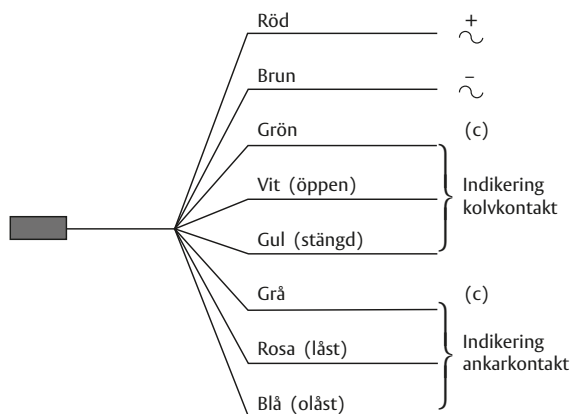 Röd +
Brun –
Grön (c)
Vit (öppen)
Indikering
kolvkontakt
Gul (stängd)
Grå (c)
Rosa (låst)
Indikering
ankarkontakt
Blå (olåst)